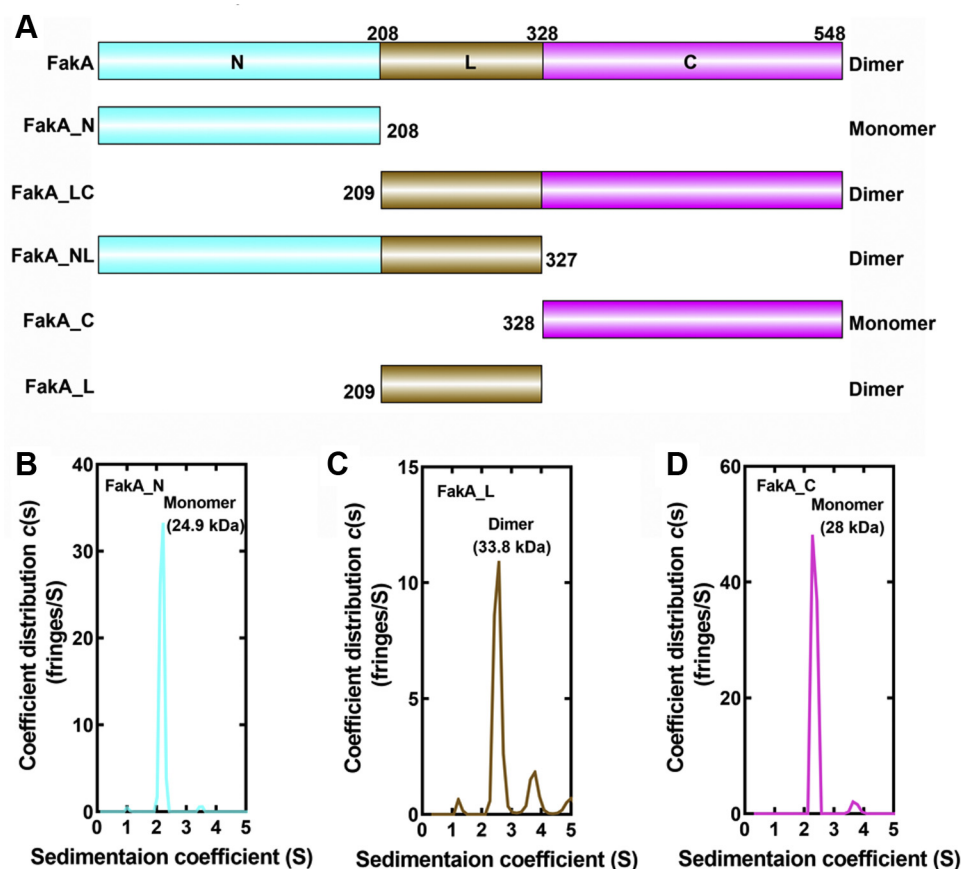 A
208 328 548
FakA N L C Dimer
FakA_N 208 Monomer
FakA_LC 209 Dimer
FakA_NL 327 Dimer
FakA_C 328 Monomer
FakA_L 209 Dimer
B
Coefficient distribution c(s)
(fringes/S)
40
30
20
10
0
FakA_N
Monomer
(24.9 kDa)
0 1 2 3 4 5
Sedimentaion coefficient (S)
C
Coefficient distribution c(s)
(fringes/S)
15
10
5
0
FakA_L
Dimer
(33.8 kDa)
0 1 2 3 4 5
Sedimentaion coefficient (S)
D
Coefficient distribution c(s)
(fringes/S)
60
40
20
0
FakA_C
Monomer
(28 kDa)
0 1 2 3 4 5
Sedimentaion coefficient (S)